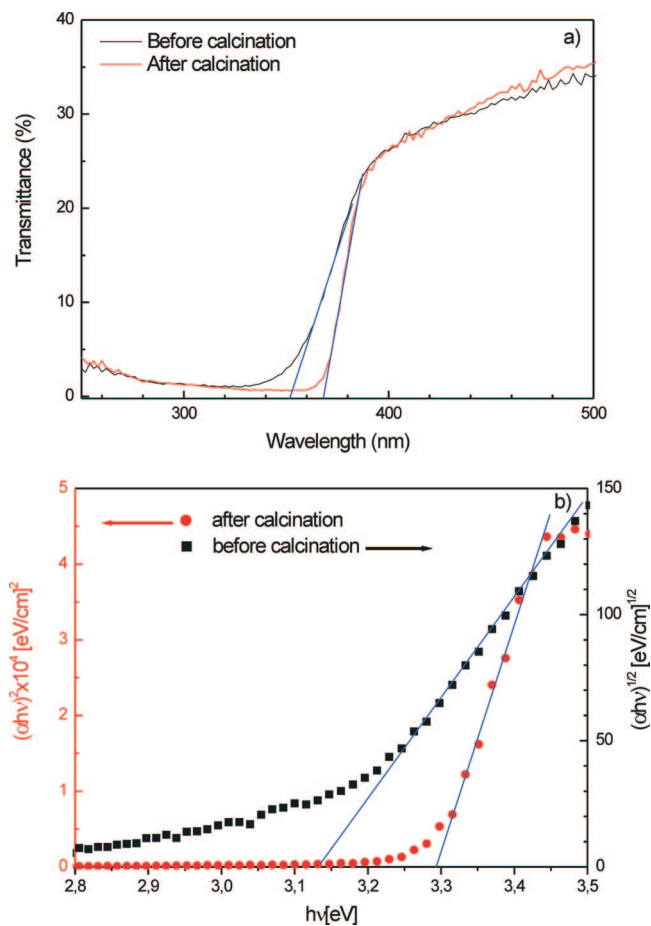 40
30
20
10
0
Transmittance (%)
Before calcination
After calcination
a)
300
400
500
Wavelength (nm)
5
4
3
2
1
0
(αhν)²x10⁴ [eV/cm]²
after calcination
before calcination
b)
150
100
50
0
(αhν)^1/2 [eV/cm]^1/2
2,8
2,9
3,0
3,1
3,2
3,3
3,4
3,5
hν[eV]